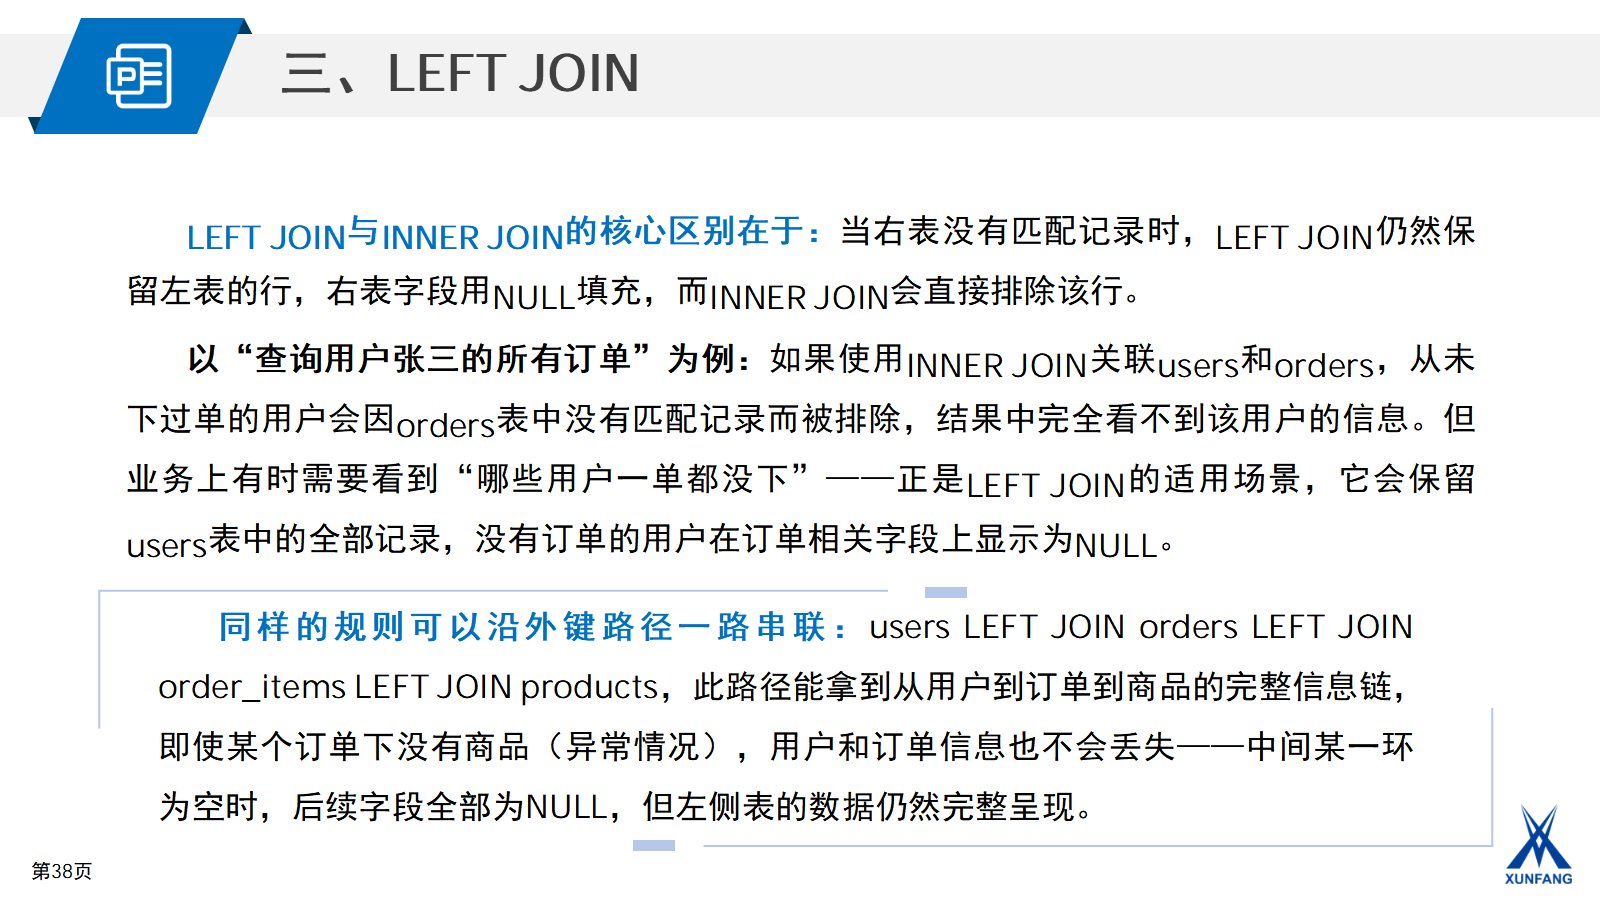 三、LEFT JOIN
LEFT JOIN与INNER JOIN的核心区别在于：当右表没有匹配记录时，LEFT JOIN仍然保
留左表的行，右表字段用NULL填充，而INNER JOIN会直接排除该行。
以“查询用户张三的所有订单”为例：如果使用INNER JOIN关联users和orders，从未
下过单的用户会因orders表中没有匹配记录而被排除，结果中完全看不到该用户的信息。但
业务上有时需要看到“哪些用户一单都没下”——正是LEFT JOIN的适用场景，它会保留
users表中的全部记录，没有订单的用户在订单相关字段上显示为NULL。
同样的规则可以沿外键路径一路串联：users LEFT JOIN orders LEFT JOIN
order_items LEFT JOIN products，此路径能拿到从用户到订单到商品的完整信息链，
即使某个订单下没有商品（异常情况），用户和订单信息也不会丢失——中间某一环
为空时，后续字段全部为NULL，但左侧表的数据仍然完整呈现。
第38页
XUNFANG